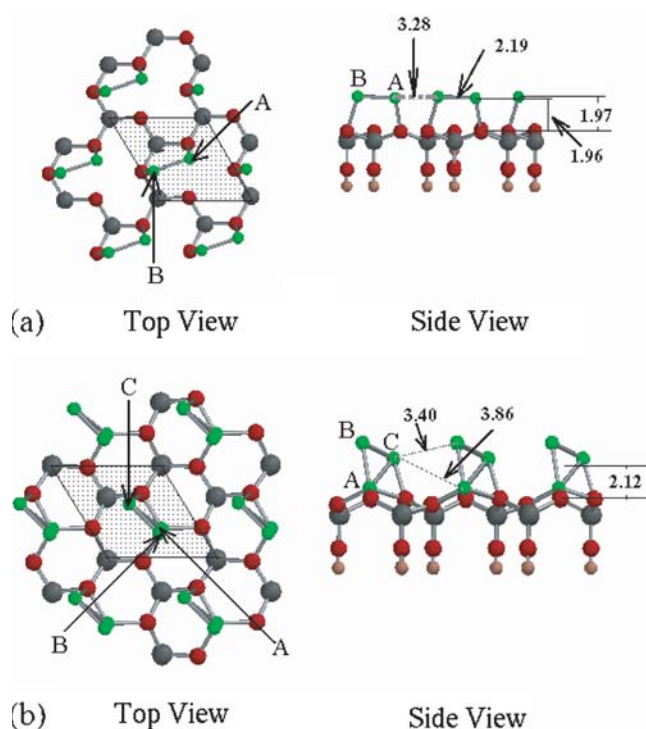 3.28
2.19
A
B A
1.97
1.96
B
(a) Top View Side View
C
3.40
3.86
B
C
A
2.12
B
A
(b) Top View Side View